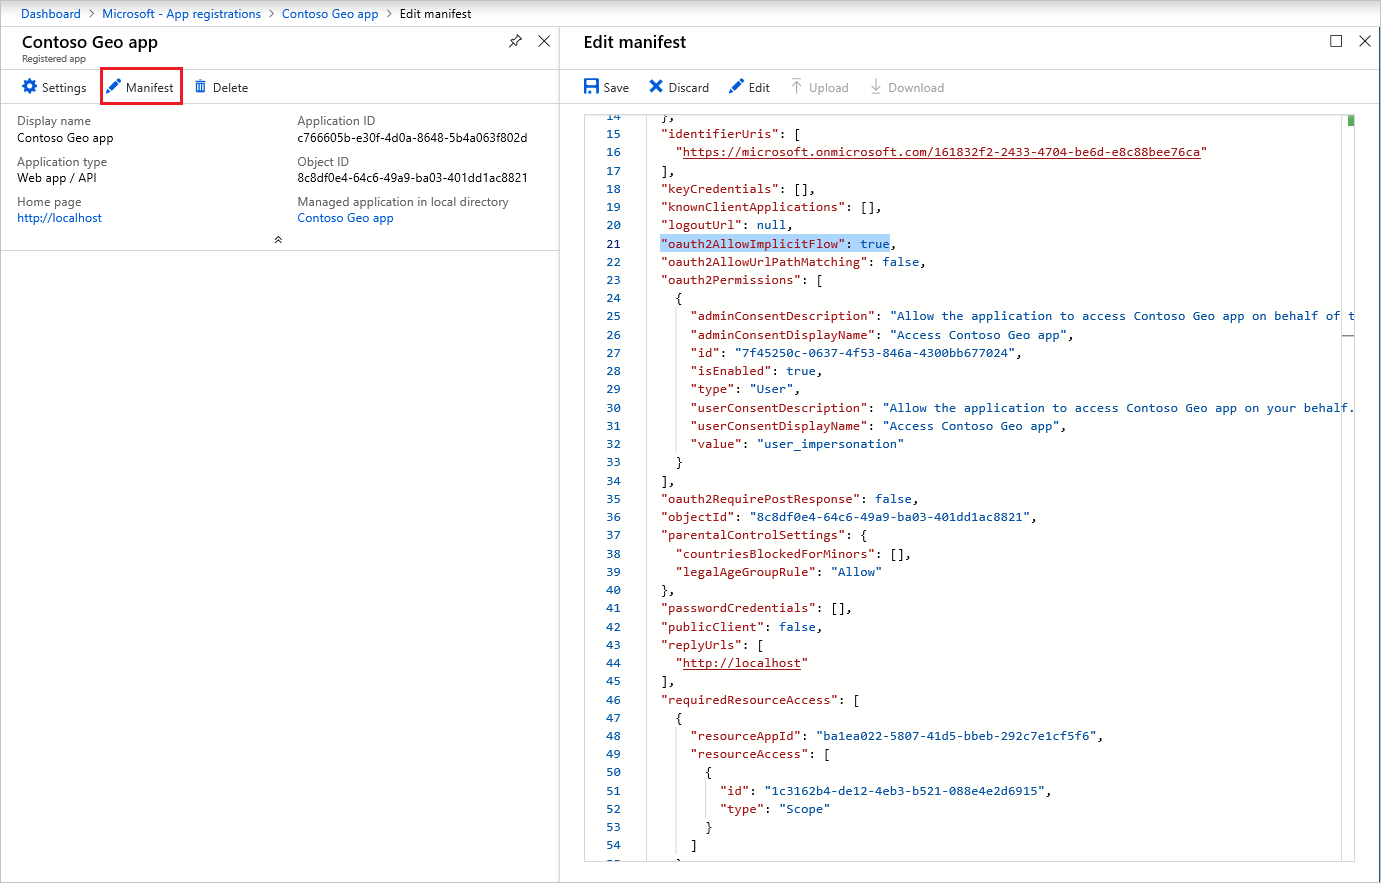 Dashboard > Microsoft - App registrations > Contoso Geo app > Edit manifest
Contoso Geo app
Registered app
Settings Manifest Delete
Display name
Contoso Geo app
Application type
Web app / API
Home page
http://localhost
Application ID
c766605b-e30f-4d0a-8648-5b4a063f802d
Object ID
8c8df0e4-64c6-49a9-ba03-401dd1ac8821
Managed application in local directory
Contoso Geo app
Edit manifest
Save Discard Edit Upload Download
14 },
15 "identifierUris": [
16 "https://microsoft.onmicrosoft.com/161832f2-2433-4704-be6d-e8c88bee76ca"
17 ],
18 "keyCredentials": [],
19 "knownClientApplications": [],
20 "logoutUrl": null,
21 "oauth2AllowImplicitFlow": true,
22 "oauth2AllowUrlPathMatching": false,
23 "oauth2Permissions": [
24 {
25 "adminConsentDescription": "Allow the application to access Contoso Geo app on behalf of t
26 "adminConsentDisplayName": "Access Contoso Geo app",
27 "id": "7f45250c-0637-4f53-846a-4300bb677024",
28 "isEnabled": true,
29 "type": "User",
30 "userConsentDescription": "Allow the application to access Contoso Geo app on your behalf.
31 "userConsentDisplayName": "Access Contoso Geo app",
32 "value": "user_impersonation"
33 }
34 ],
35 "oauth2RequirePostResponse": false,
36 "objectId": "8c8df0e4-64c6-49a9-ba03-401dd1ac8821",
37 "parentalControlSettings": {
38 "countriesBlockedForMinors": [],
39 "legalAgeGroupRule": "Allow"
40 },
41 "passwordCredentials": [],
42 "publicClient": false,
43 "replyUrls": [
44 "http://localhost"
45 ],
46 "requiredResourceAccess": [
47 {
48 "resourceAppId": "ba1ea022-5807-41d5-bbeb-292c7e1cf5f6",
49 "resourceAccess": [
50 {
51 "id": "1c3162b4-de12-4eb3-b521-088e4e2d6915",
52 "type": "Scope"
53 }
54 ]